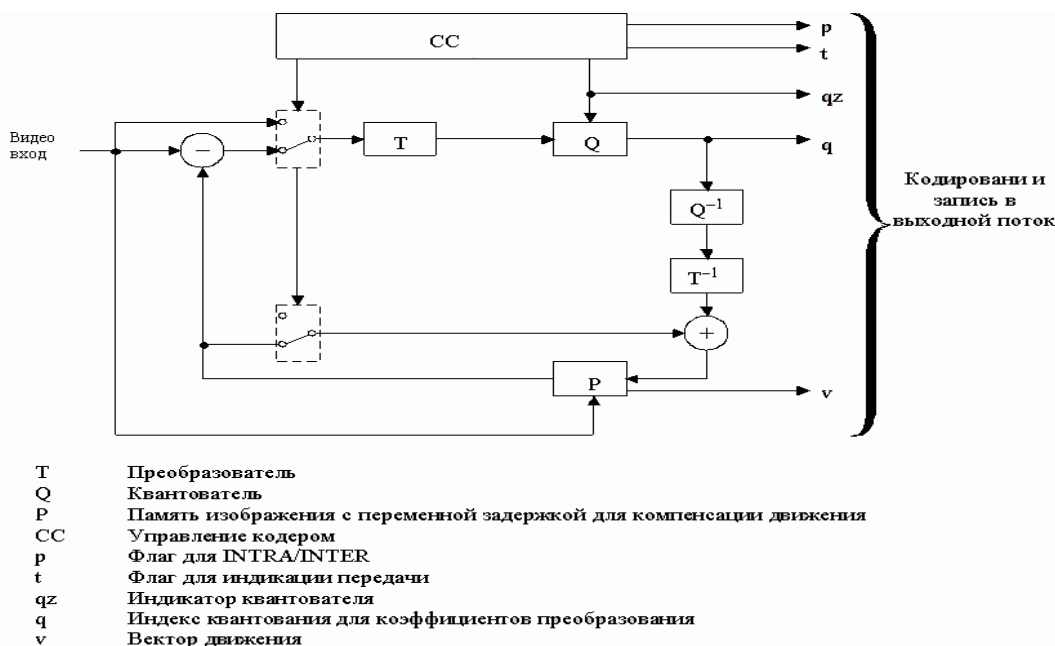 CC
p
t
qz
Видео
вход
T
Q
q
Кодировани и
запись в
выходной поток
Q⁻¹
T⁻¹
−
+
P
v
T Преобразователь
Q Квантователь
P Память изображения с переменной задержкой для компенсации движения
CC Управление кодером
p Флаг для INTRA/INTER
t Флаг для индикации передачи
qz Индикатор квантователя
q Индекс квантования для коэффициентов преобразования
v Вектор движения